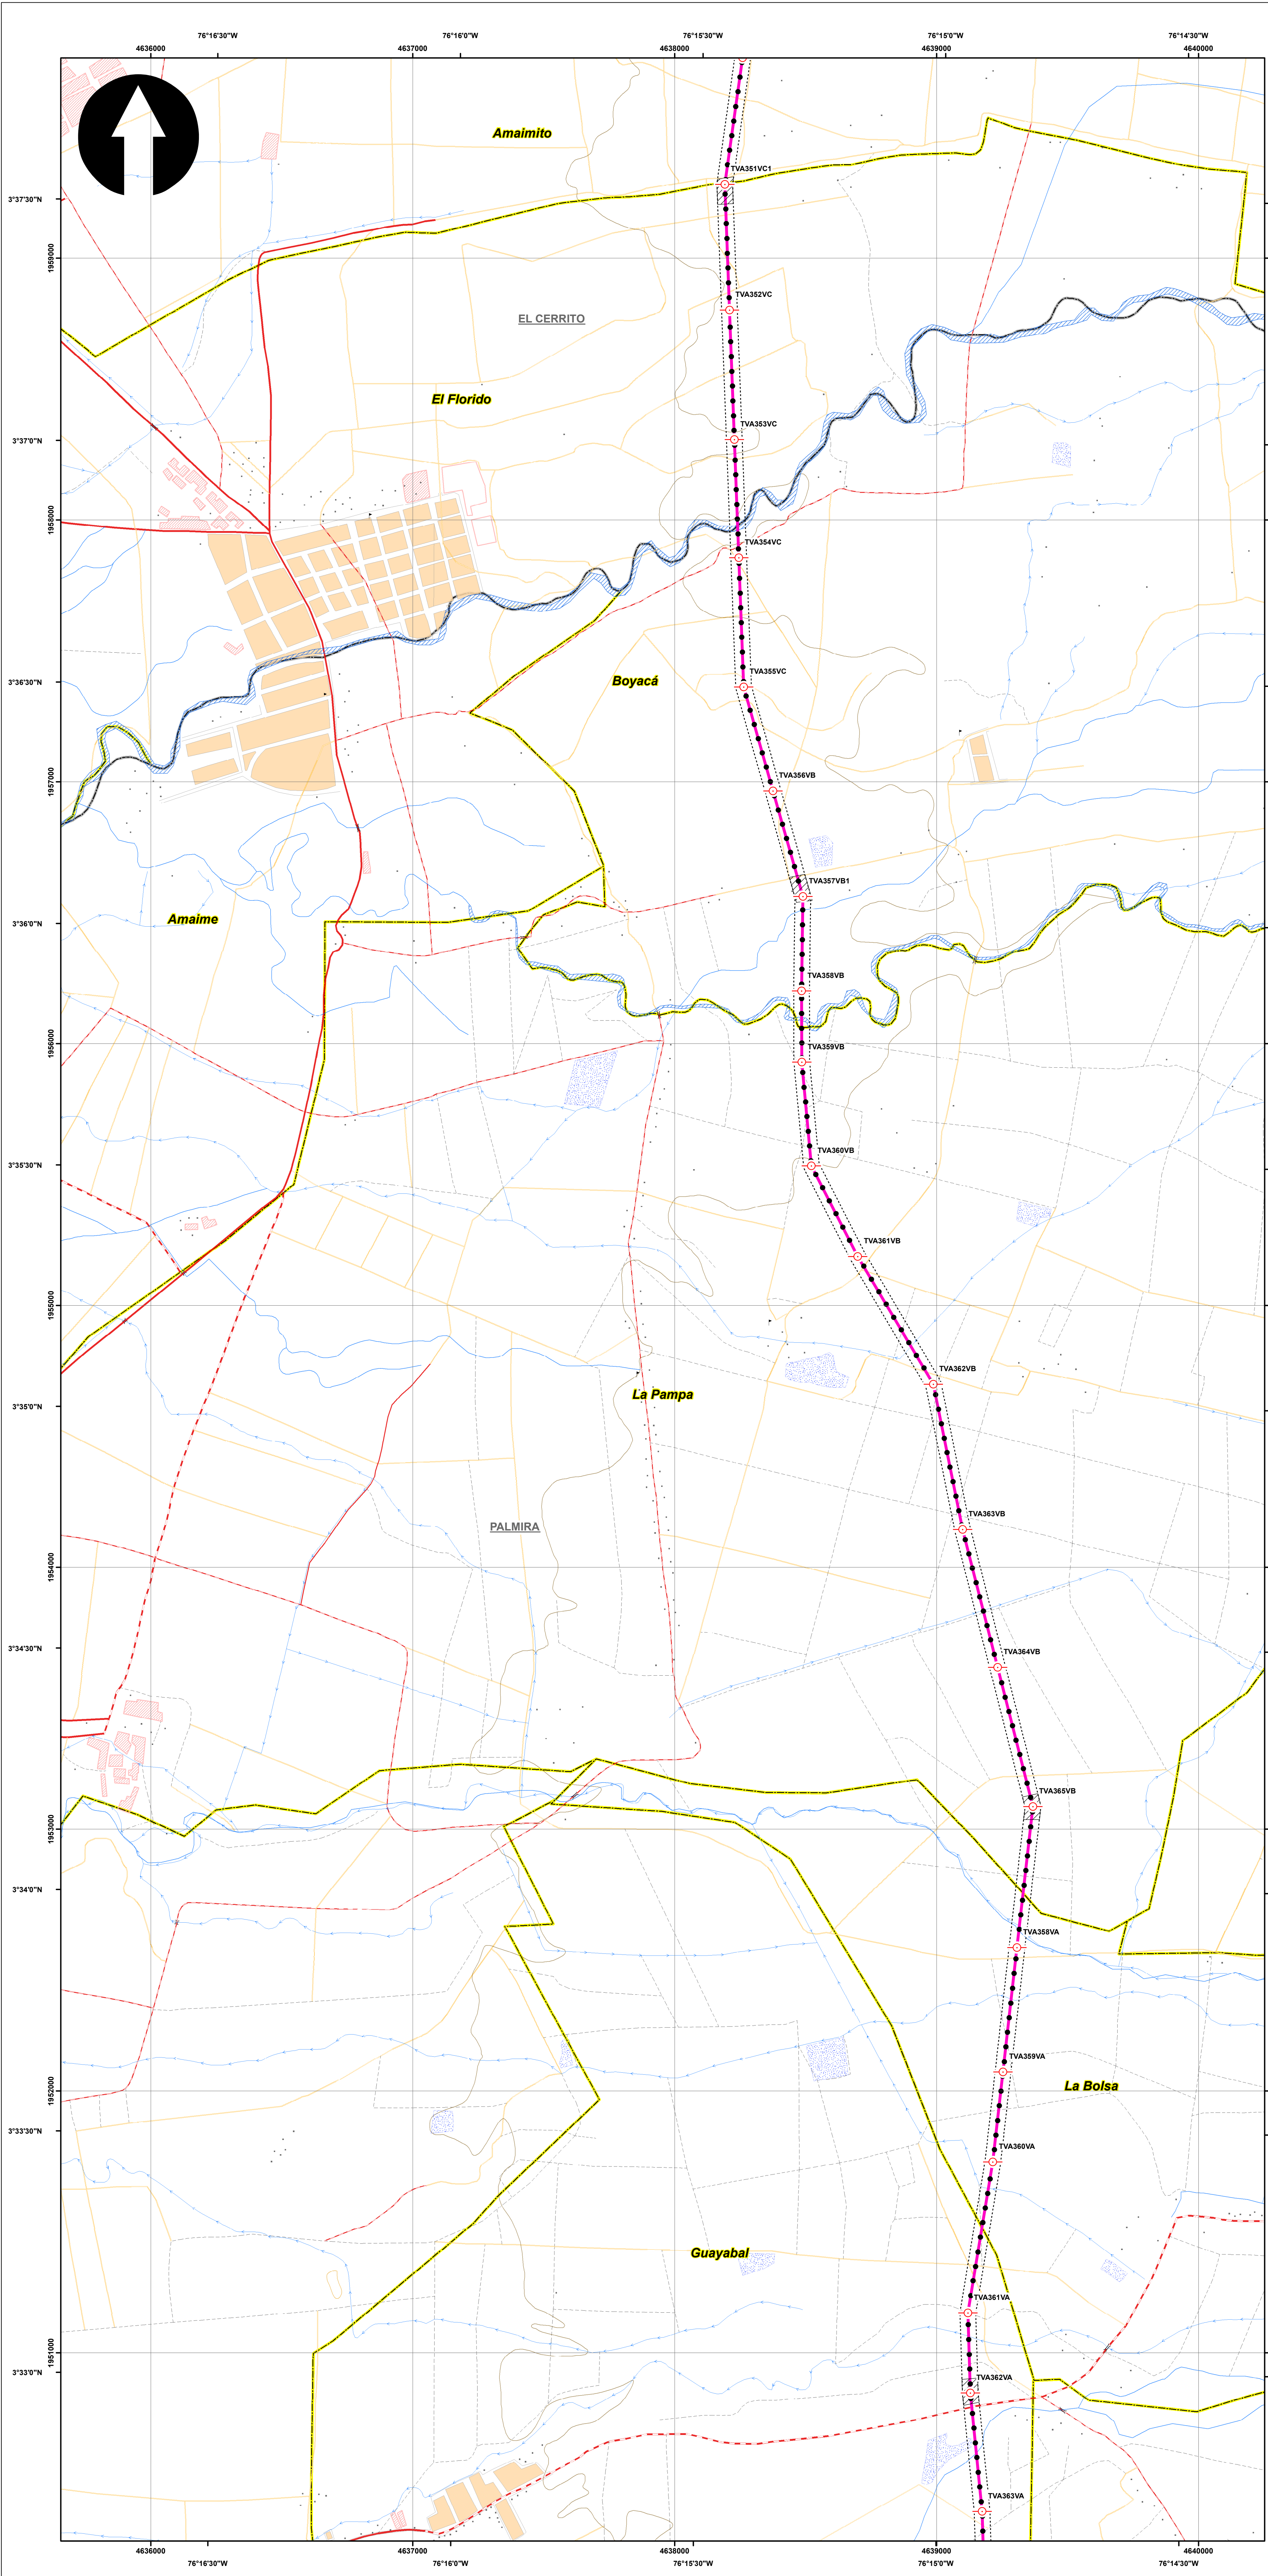 76°16'30"W 76°16'0"W 76°15'30"W 76°15'0"W 76°14'30"W
4636000 4637000 4638000 4639000 4640000
Amaimito
TVA351VC1
3°37'30"N
1959000
TVA352VC
EL CERRITO
El Florido
TVA353VC
3°37'0"N
1958000
TVA354VC
TVA355VC
Boyacá
3°36'30"N
TVA356VB
1957000
TVA357VB1
Amaime
3°36'0"N
TVA358VB
1956000
TVA359VB
TVA360VB
3°35'30"N
TVA361VB
1955000
TVA362VB
La Pampa
3°35'0"N
TVA363VB
PALMIRA
1954000
TVA364VB
3°34'30"N
TVA365VB
1953000
3°34'0"N
TVA358VA
TVA359VA
La Bolsa
1952000
3°33'30"N
TVA360VA
Guayabal
TVA361VA
1951000
3°33'0"N
TVA362VA
TVA363VA
4636000 4637000 4638000 4639000 4640000
76°16'30"W 76°16'0"W 76°15'30"W 76°15'0"W 76°14'30"W